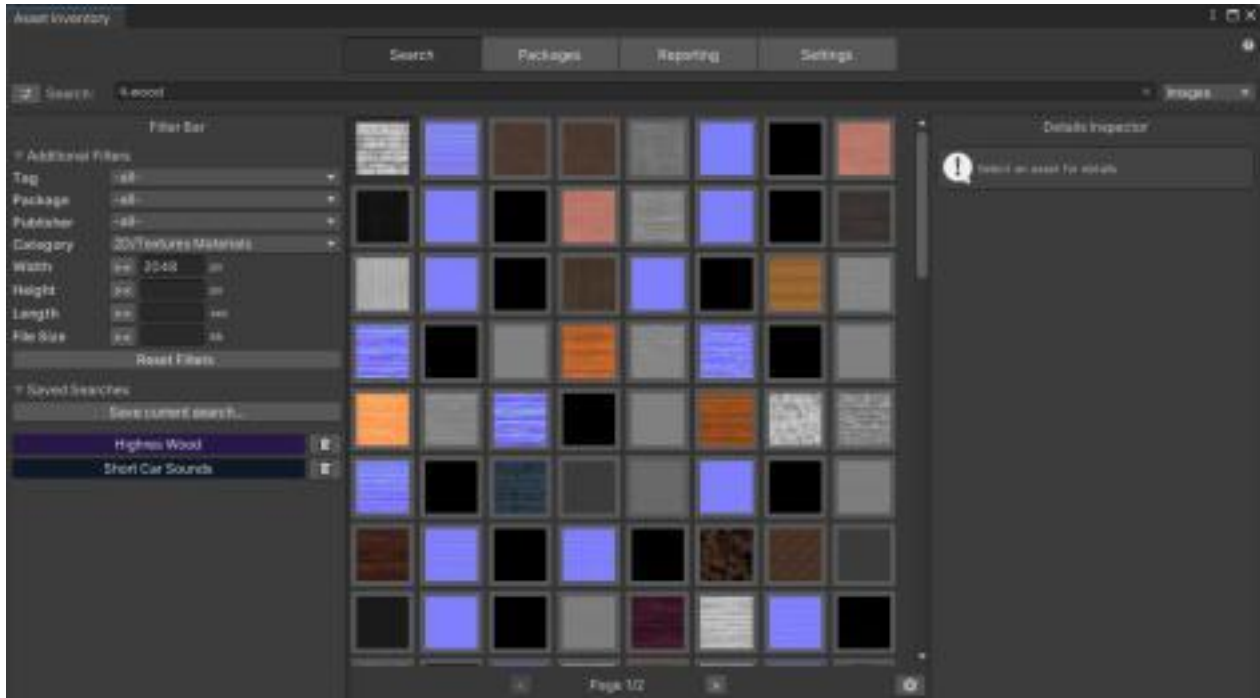 Asset Inventory
Search Packages Reporting Settings
Search: Images
Filter Bar
Additional Filters
Tag -all-
Package -all-
Publisher -all-
Category 2D/Textures Materials
Width 2048
Height
Length sec
File Size
Reset Filters
Saved Searches
Save current search...
Highres Wood
Short Car Sounds
Details Inspector
Select an asset for details
Page 1/2